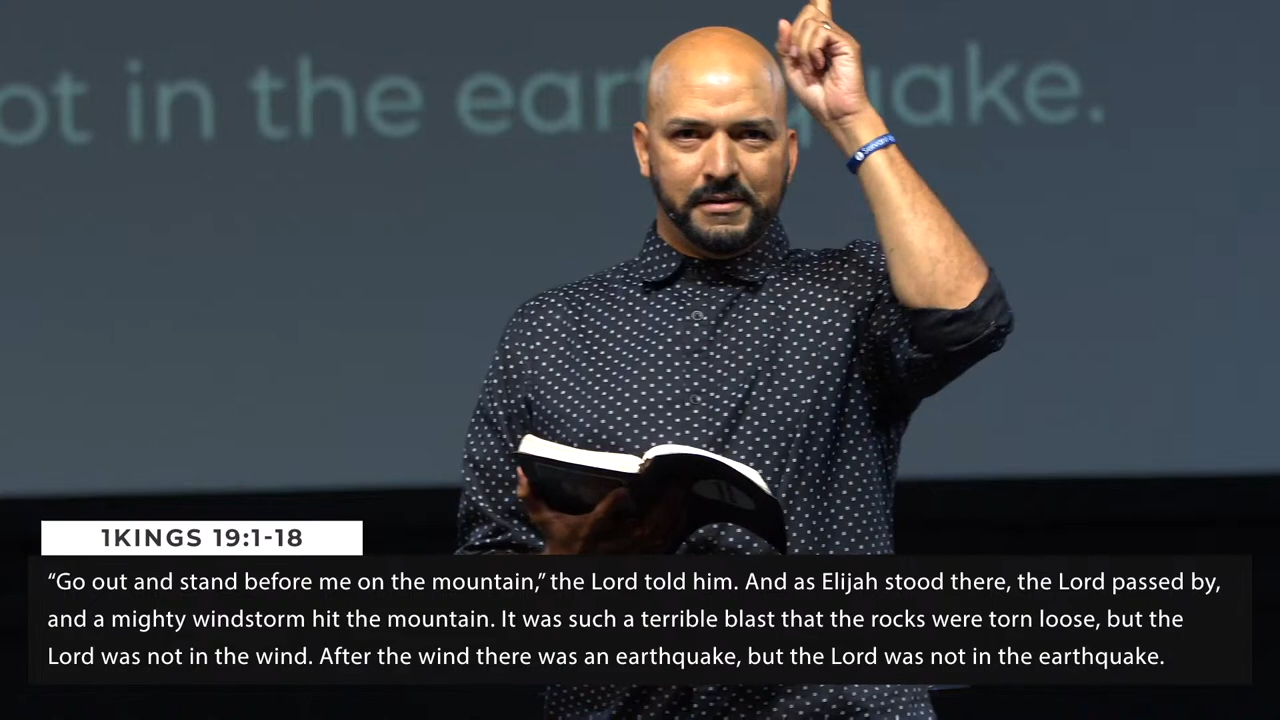 ot in the ear uake.
1KINGS 19:1-18
“Go out and stand before me on the mountain,” the Lord told him. And as Elijah stood there, the Lord passed by,
and a mighty windstorm hit the mountain. It was such a terrible blast that the rocks were torn loose, but the
Lord was not in the wind. After the wind there was an earthquake, but the Lord was not in the earthquake.